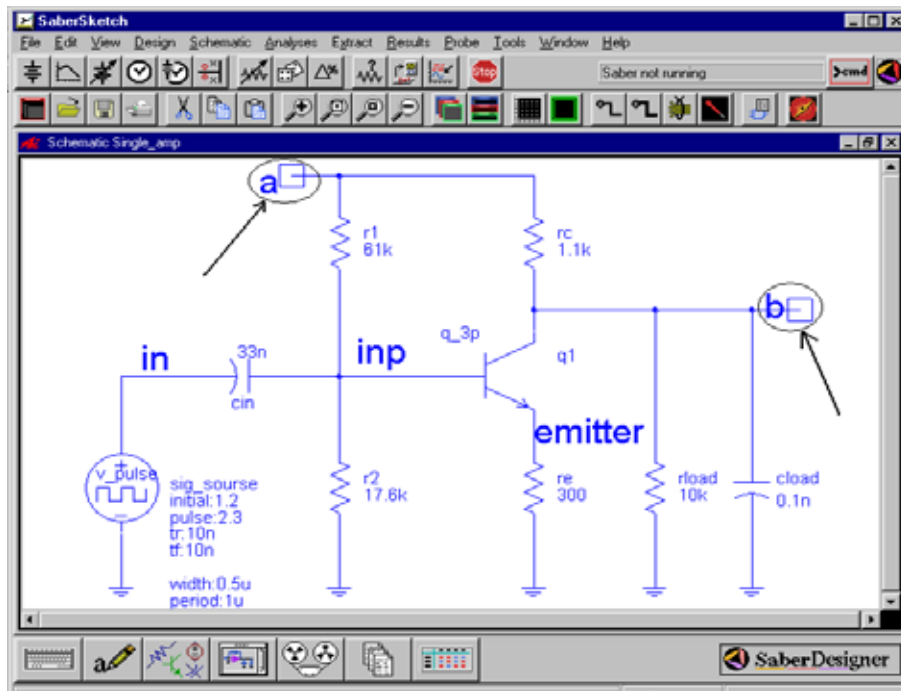 SaberSketch
File Edit View Design Schematic Analyses Extract Results Probe Tools Window Help
Stop
Saber not running
>cmd
Schematic Single_amp
a
r1
61k
rc
1.1k
b
q_3p
q1
in
33n
cin
inp
emitter
v_pulse
sig_sourse
initial:1.2
pulse:2.3
tr:10n
tf:10n
width:0.5u
period:1u
r2
17.6k
re
300
rload
10k
cload
0.1n
a
SaberDesigner